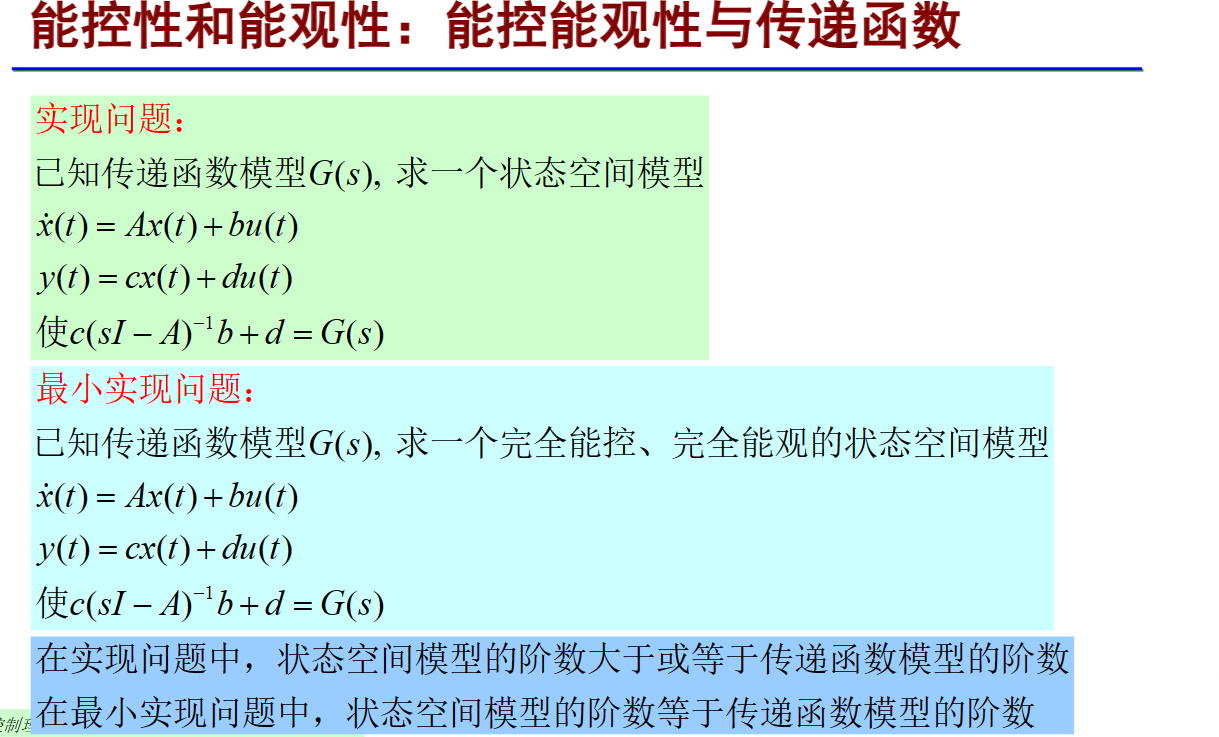 能控性和能观性：能控能观性与传递函数
实现问题：
已知传递函数模型G(s), 求一个状态空间模型
ẋ(t) = Ax(t) + bu(t)
y(t) = cx(t) + du(t)
使c(sI − A)⁻¹b + d = G(s)
最小实现问题：
已知传递函数模型G(s), 求一个完全能控、完全能观的状态空间模型
ẋ(t) = Ax(t) + bu(t)
y(t) = cx(t) + du(t)
使c(sI − A)⁻¹b + d = G(s)
在实现问题中，状态空间模型的阶数大于或等于传递函数模型的阶数
在最小实现问题中，状态空间模型的阶数等于传递函数模型的阶数